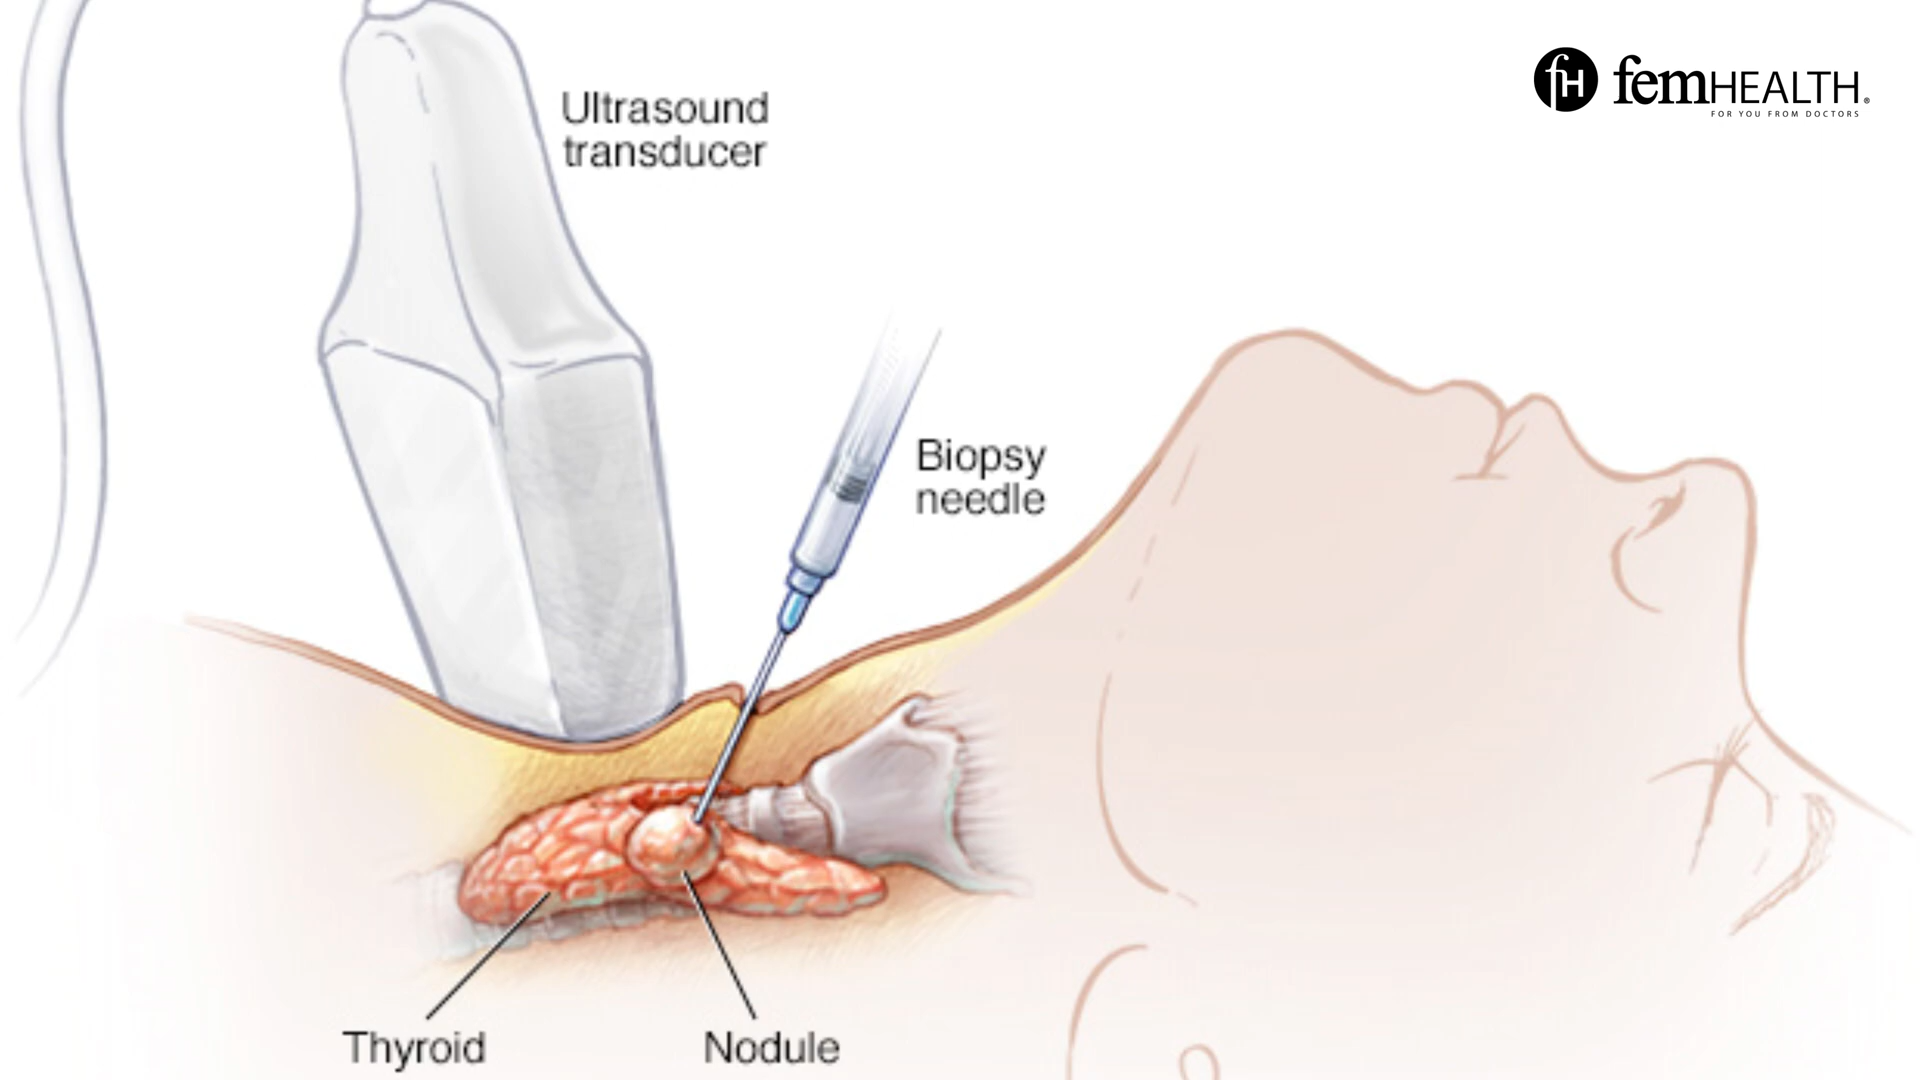 fH femHEALTH®
FOR YOU FROM DOCTORS
Ultrasound
transducer
Biopsy
needle
Thyroid
Nodule